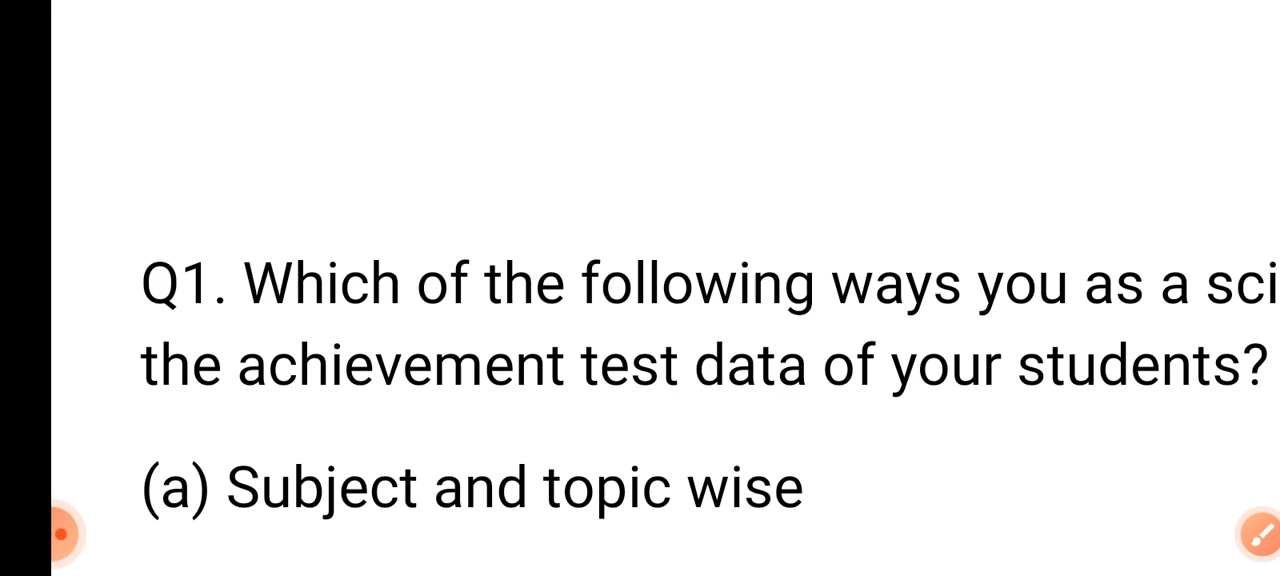 Q1. Which of the following ways you as a sci
the achievement test data of your students?
(a) Subject and topic wise